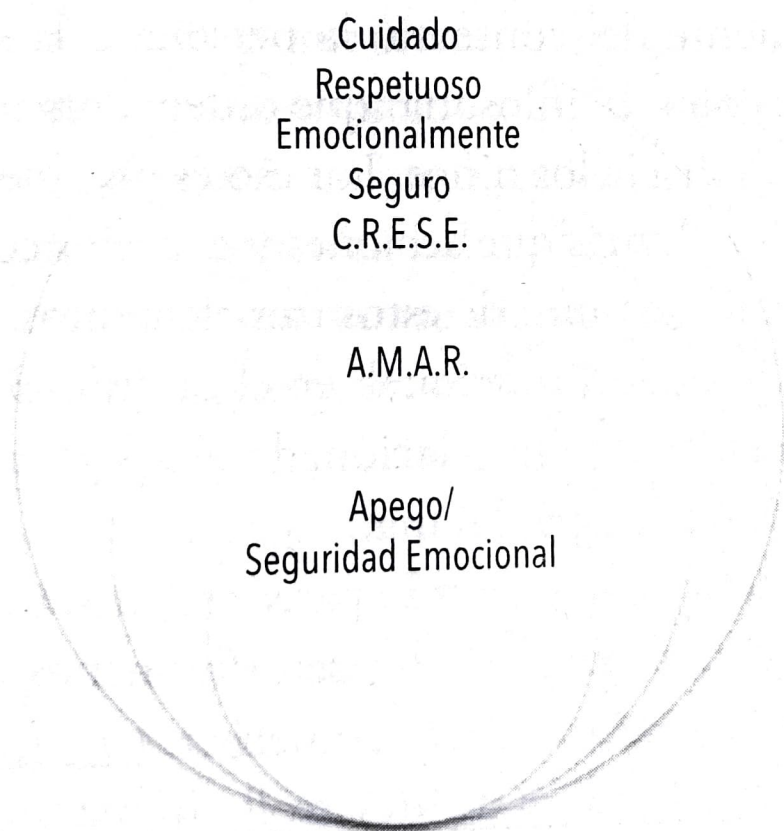 Cuidado
Respetuoso
Emocionalmente
Seguro
C.R.E.S.E.
A.M.A.R.
Apego/
Seguridad Emocional